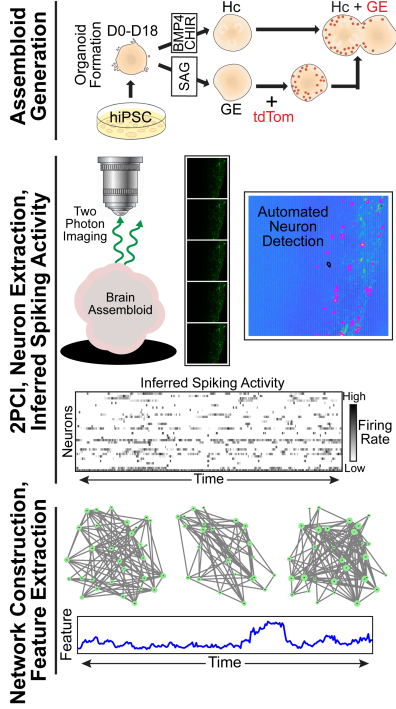 Assembloid
Generation
Organoid
Formation
D0-D18
hiPSC
BMP4
CHIR
SAG
Hc
GE
+
tdTom
Hc + GE
2PCI, Neuron Extraction,
Inferred Spiking Activity
Two
Photon
Imaging
Brain
Assembloid
Automated
Neuron
Detection
Inferred Spiking Activity
Neurons
Time
High
Firing
Rate
Low
Network Construction,
Feature Extraction
Feature
Time